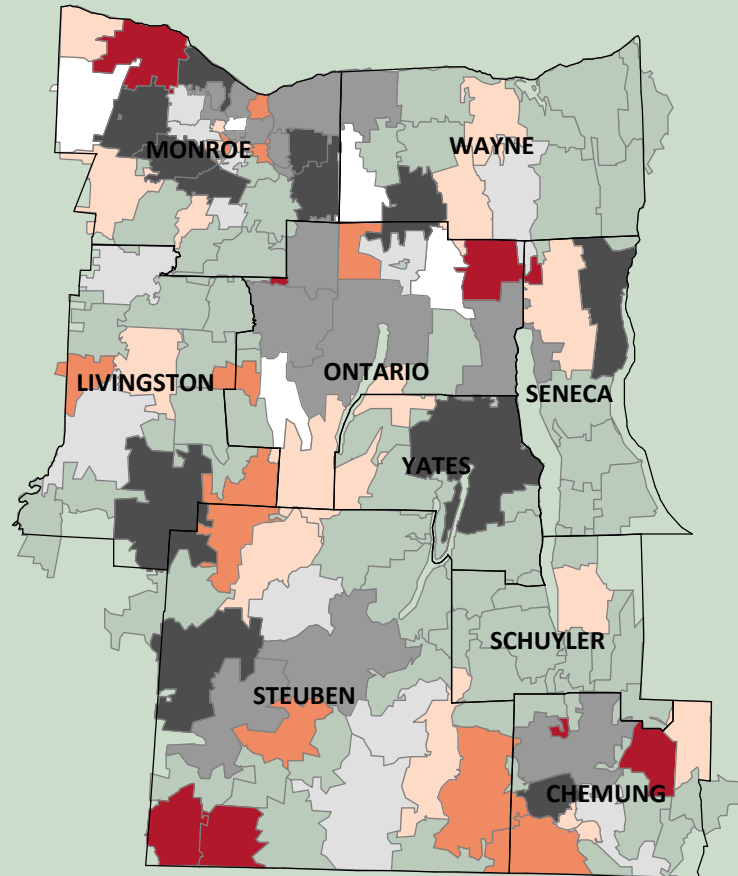 MONROE
WAYNE
ONTARIO
LIVINGSTON
SENECA
YATES
SCHUYLER
STEUBEN
CHEMUNG